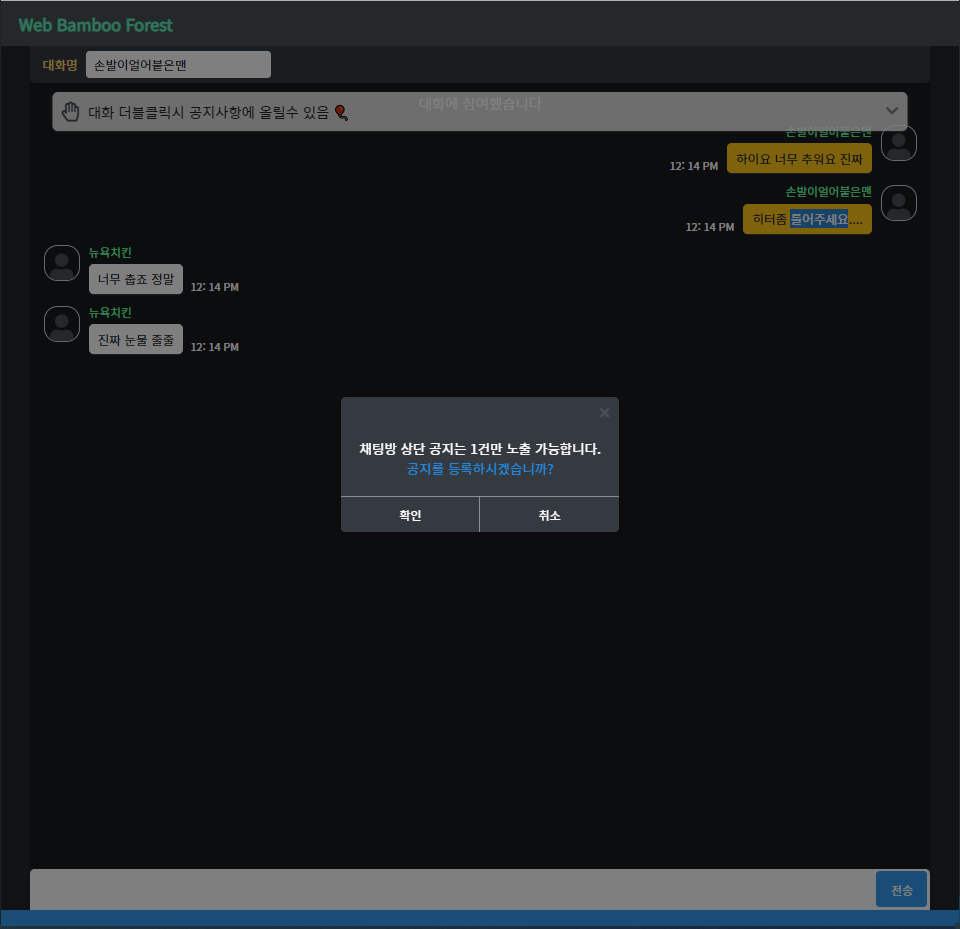 Web Bamboo Forest
대화명 손발이얼어붙은맨
대화에 참여했습니다
대화 더블클릭시 공지사항에 올릴수 있음
손발이얼어붙은맨
12: 14 PM 하이요 너무 추워요 진짜
손발이얼어붙은맨
12: 14 PM 히터좀 틀어주세요....
뉴욕치킨
너무 춥죠 정말 12: 14 PM
뉴욕치킨
진짜 눈물 줄줄 12: 14 PM
채팅방 상단 공지는 1건만 노출 가능합니다.
공지를 등록하시겠습니까?
확인 취소
전송